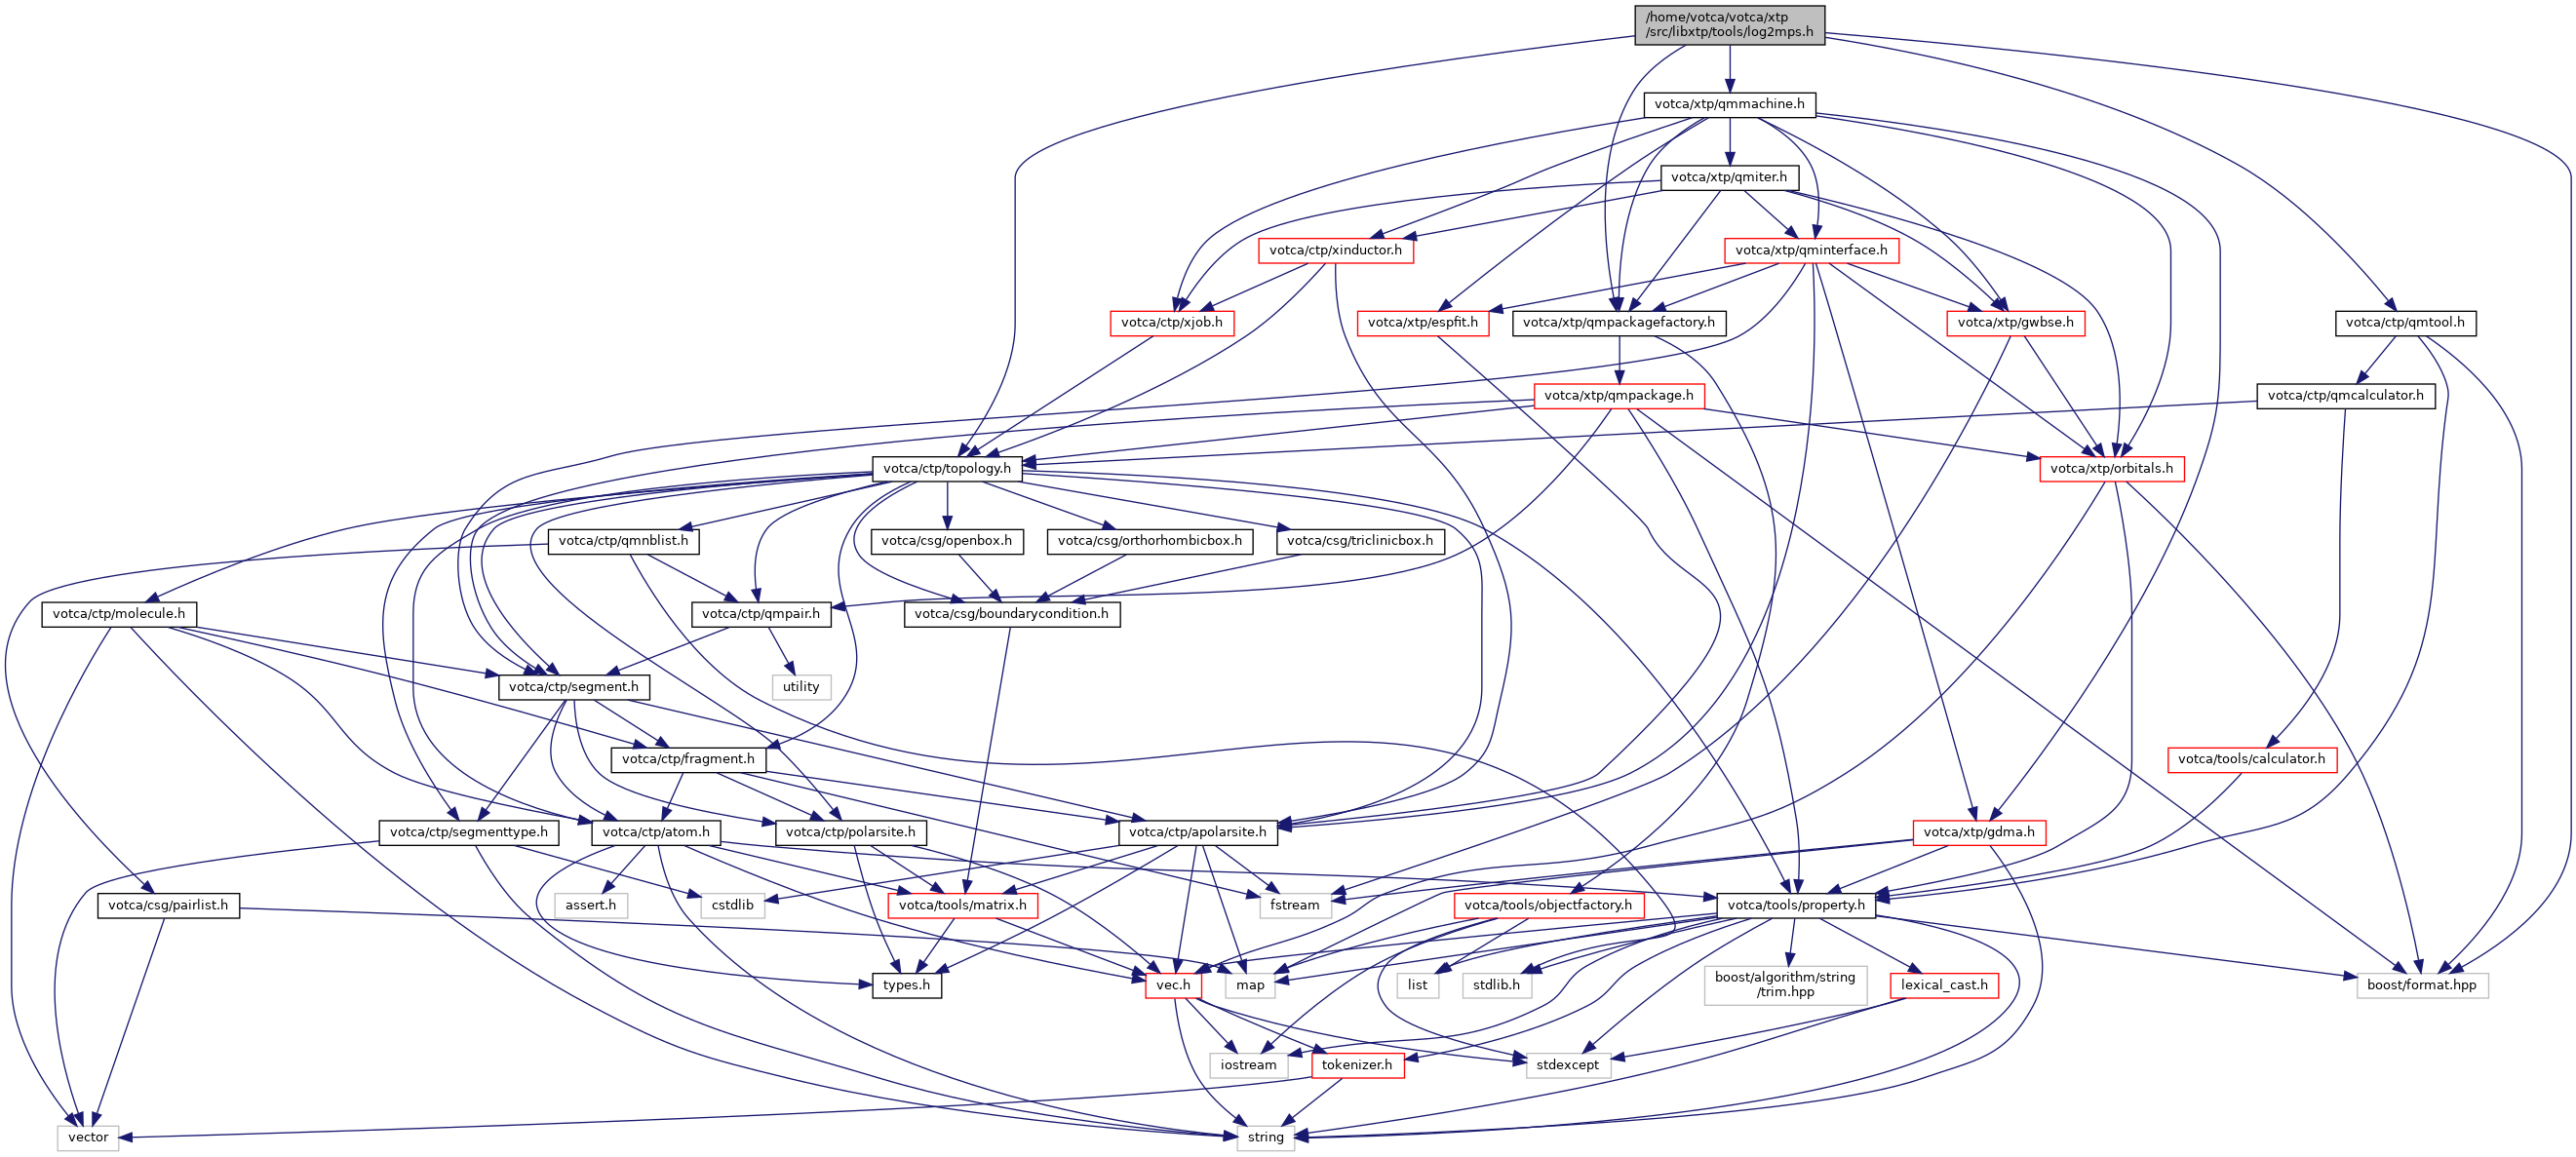 /home/votca/votca/xtp
/src/libxtp/tools/log2mps.h
votca/xtp/qmmachine.h
votca/xtp/qmiter.h
votca/ctp/xinductor.h
votca/xtp/qminterface.h
votca/ctp/xjob.h
votca/xtp/espfit.h
votca/xtp/qmpackagefactory.h
votca/xtp/gwbse.h
votca/ctp/qmtool.h
votca/xtp/qmpackage.h
votca/ctp/qmcalculator.h
votca/ctp/topology.h
votca/xtp/orbitals.h
votca/ctp/qmnblist.h
votca/csg/openbox.h
votca/csg/orthorhombicbox.h
votca/csg/triclinicbox.h
votca/ctp/molecule.h
votca/ctp/qmpair.h
votca/csg/boundarycondition.h
votca/ctp/segment.h
utility
votca/ctp/fragment.h
votca/tools/calculator.h
votca/ctp/segmenttype.h
votca/ctp/atom.h
votca/ctp/polarsite.h
votca/ctp/apolarsite.h
votca/xtp/gdma.h
votca/csg/pairlist.h
assert.h
cstdlib
votca/tools/matrix.h
fstream
votca/tools/objectfactory.h
votca/tools/property.h
types.h
vec.h
map
list
stdlib.h
boost/algorithm/string
/trim.hpp
lexical_cast.h
boost/format.hpp
iostream
tokenizer.h
stdexcept
vector
string